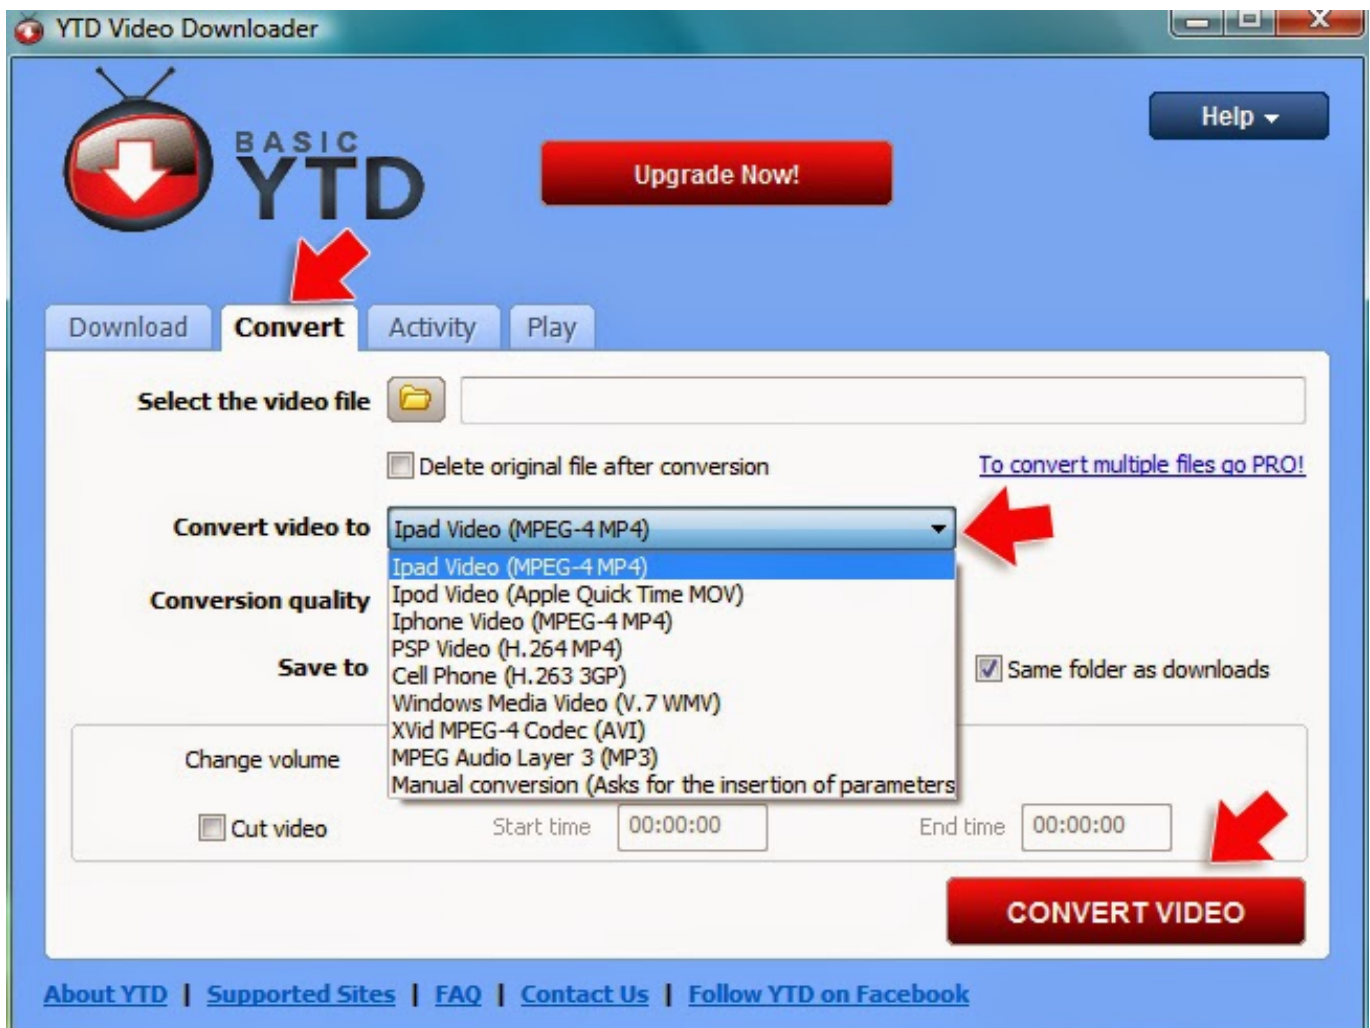 YTD Video Downloader
Help
BASIC
YTD
Upgrade Now!
Download Convert Activity Play
Select the video file
Delete original file after conversion To convert multiple files go PRO!
Convert video to Ipad Video (MPEG-4 MP4)
Ipad Video (MPEG-4 MP4)
Ipod Video (Apple Quick Time MOV)
Conversion quality
Iphone Video (MPEG-4 MP4)
PSP Video (H.264 MP4)
Save to
Same folder as downloads
Cell Phone (H.263 3GP)
Windows Media Video (V.7 WMV)
XVid MPEG-4 Codec (AVI)
Change volume
MPEG Audio Layer 3 (MP3)
Manual conversion (Asks for the insertion of parameters
Cut video Start time 00:00:00 End time 00:00:00
CONVERT VIDEO
About YTD | Supported Sites | FAQ | Contact Us | Follow YTD on Facebook